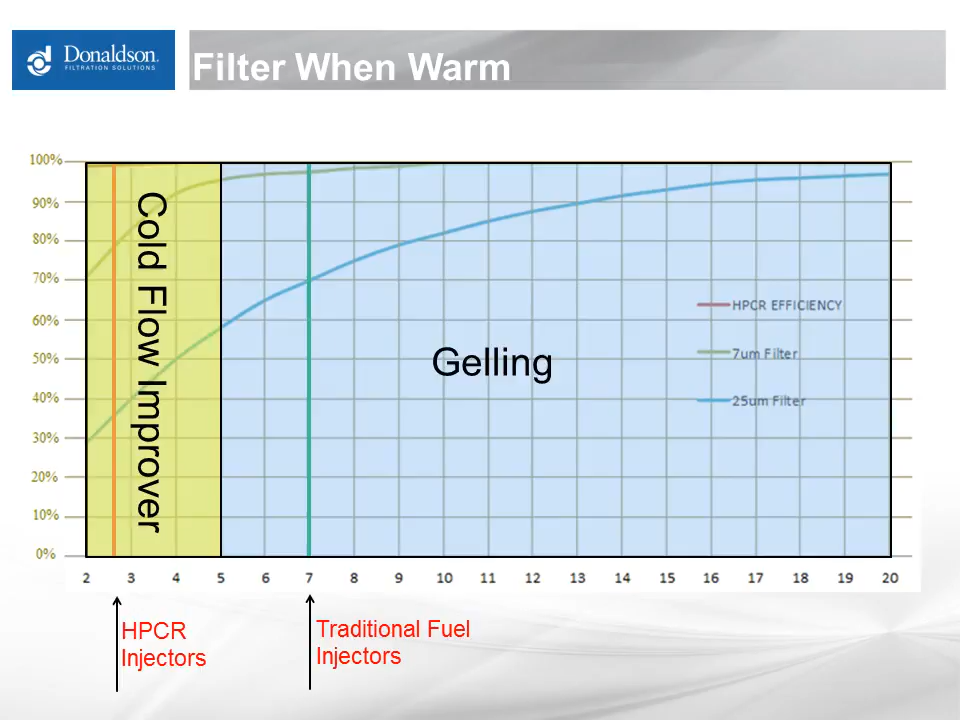 Donaldson.
FILTRATION SOLUTIONS
Filter When Warm
100%
90%
80%
70%
60%
50%
40%
30%
20%
10%
0%
Cold Flow Improver
Gelling
HPCR EFFICIENCY
7um Filter
25um Filter
2 3 4 5 6 7 8 9 10 11 12 13 14 15 16 17 18 19 20
HPCR
Injectors
Traditional Fuel
Injectors